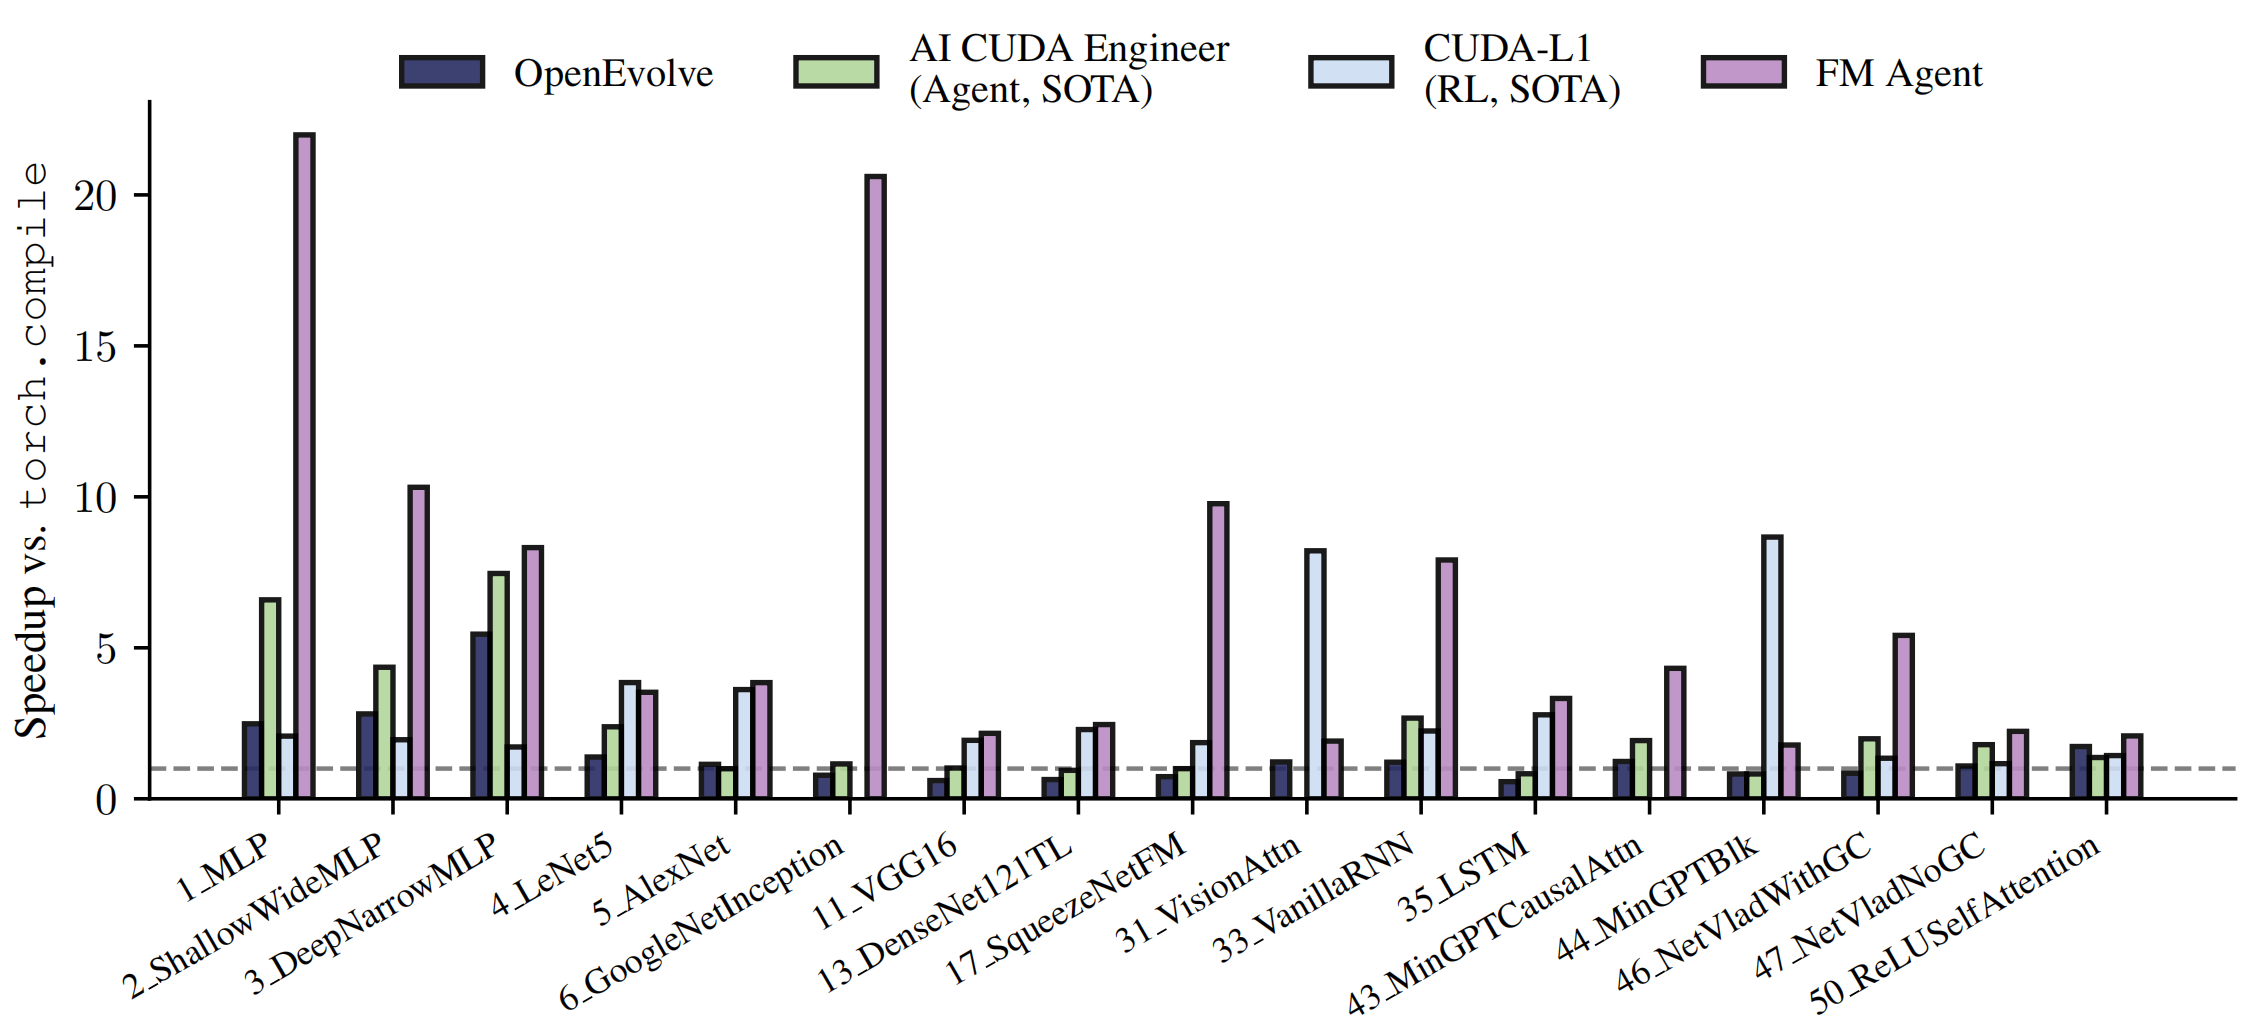 OpenEvolve
AI CUDA Engineer
(Agent, SOTA)
CUDA-L1
(RL, SOTA)
FM Agent
Speedup vs. torch.compile
20
15
10
5
0
1_MLP
2_ShallowWideMLP
3_DeepNarrowMLP
4_LeNet5
5_AlexNet
6_GoogleNetInception
11_VGG16
13_DenseNet121TL
17_SqueezeNetFM
31_VisionAttn
33_VanillaRNN
35_LSTM
43_MinGPTCausalAttn
44_MinGPTBlk
46_NetVladWithGC
47_NetVladNoGC
50_ReLUSelfAttention